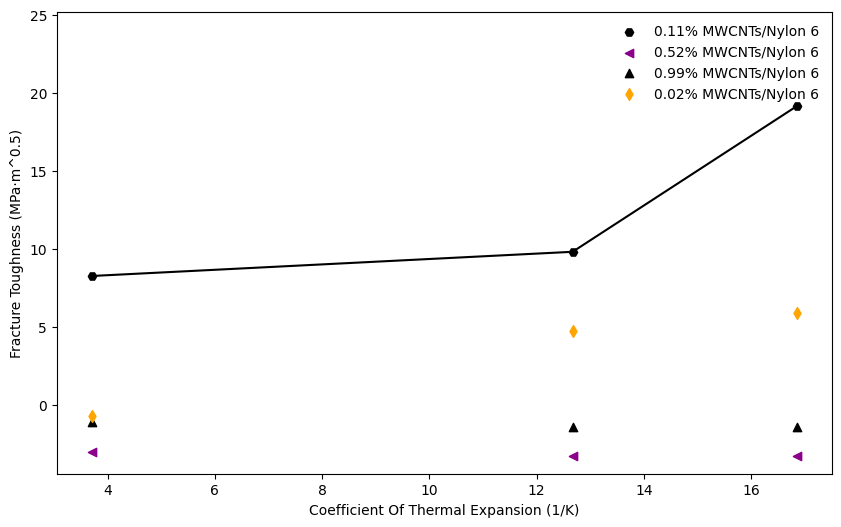 25
20
15
10
5
0
Fracture Toughness (MPa·m^0.5)
0.11% MWCNTs/Nylon 6
0.52% MWCNTs/Nylon 6
0.99% MWCNTs/Nylon 6
0.02% MWCNTs/Nylon 6
4 6 8 10 12 14 16
Coefficient Of Thermal Expansion (1/K)